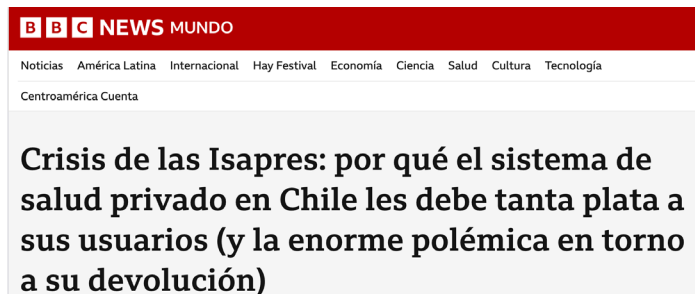 BBC NEWS MUNDO
Noticias América Latina Internacional Hay Festival Economía Ciencia Salud Cultura Tecnología
Centroamérica Cuenta
Crisis de las Isapres: por qué el sistema de
salud privado en Chile les debe tanta plata a
sus usuarios (y la enorme polémica en torno
a su devolución)